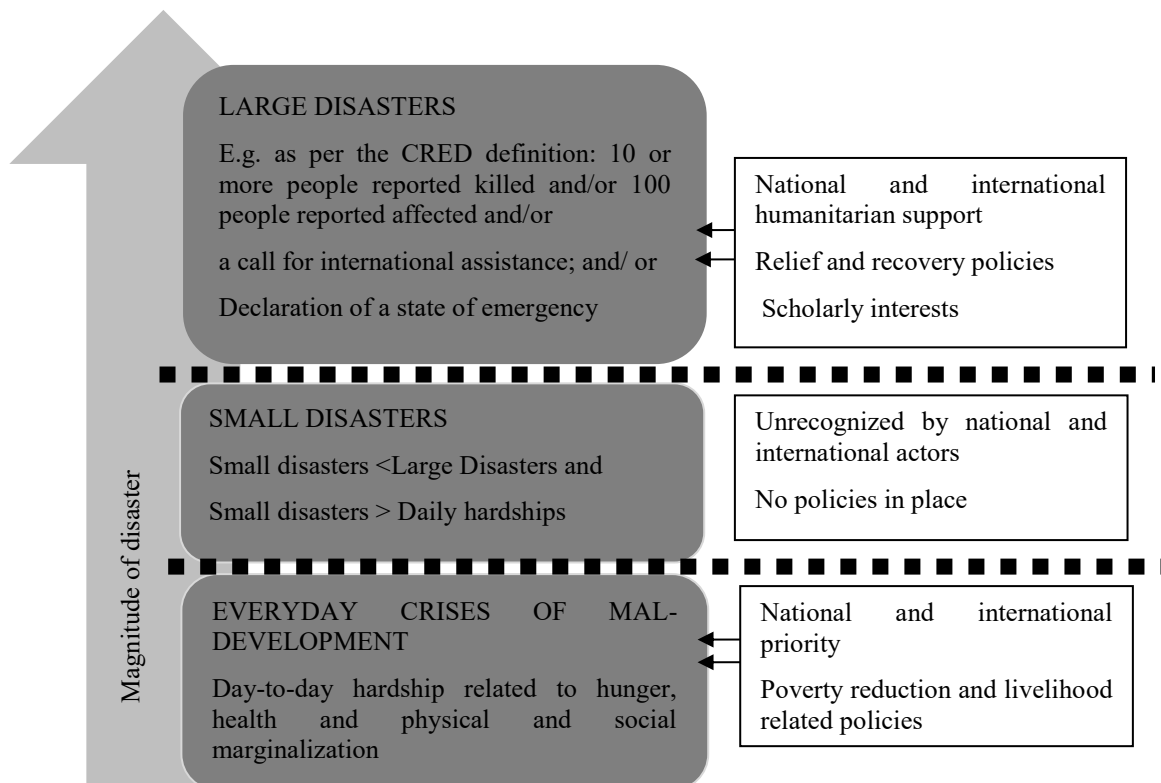 LARGE DISASTERS
E.g. as per the CRED definition: 10 or
more people reported killed and/or 100
people reported affected and/or
a call for international assistance; and/ or
Declaration of a state of emergency
National and international
humanitarian support
Relief and recovery policies
Scholarly interests
SMALL DISASTERS
Small disasters <Large Disasters and
Small disasters > Daily hardships
Unrecognized by national and
international actors
No policies in place
EVERYDAY CRISES OF MAL-
DEVELOPMENT
Day-to-day hardship related to hunger,
health and physical and social
marginalization
National and international
priority
Poverty reduction and livelihood
related policies
Magnitude of disaster